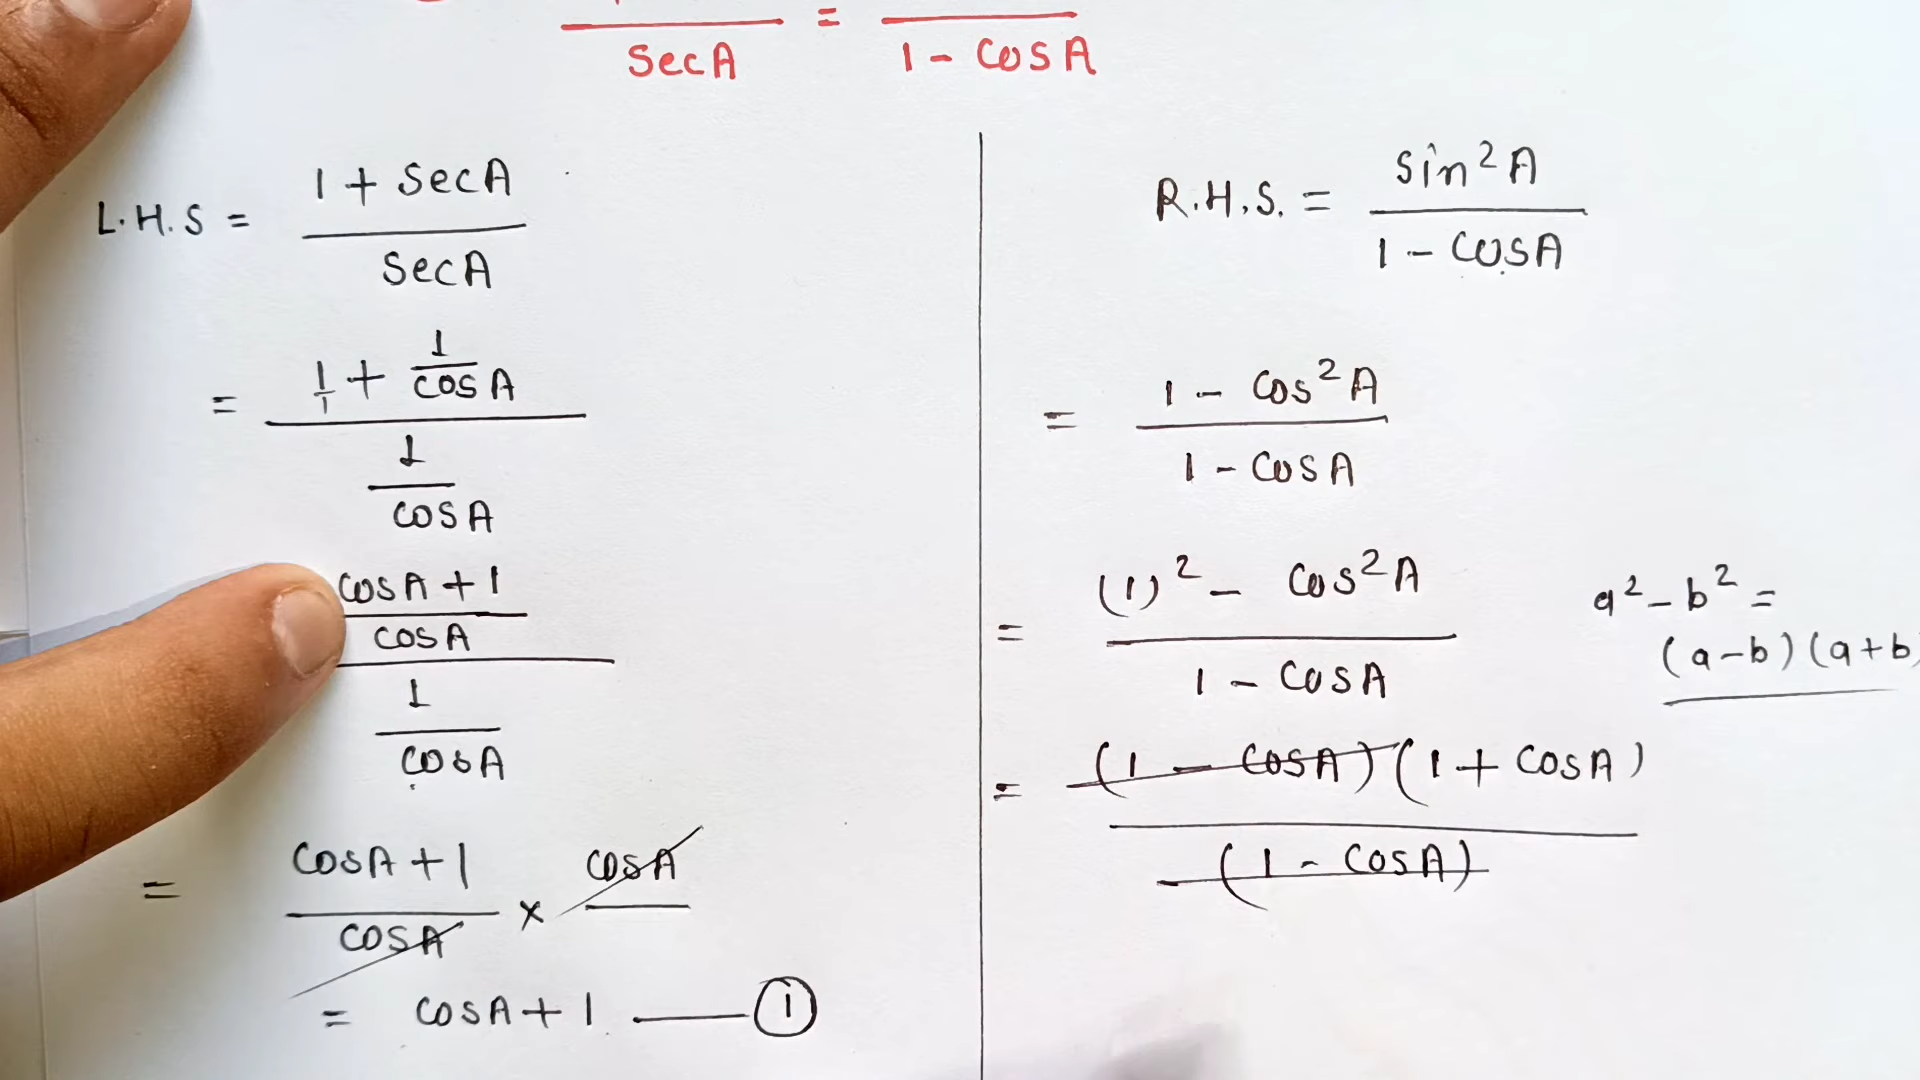 SecA = 1 - cosA
L.H.S = 1 + secA
secA
= 1/1 + 1/cosA
1
cosA
cosA + 1
cosA
1
cosA
= cosA + 1 × cosA
cosA
= cosA + 1 —— ①
R.H.S. = sin²A
1 - cosA
= 1 - cos²A
1 - cosA
= (1)² - cos²A
1 - cosA
a² - b² =
(a - b) (a + b)
= (1 - cosA) (1 + cosA)
(1 - cosA)